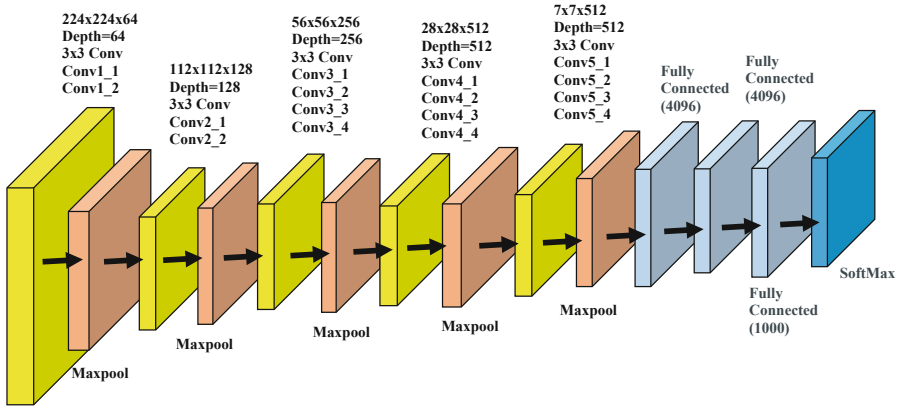 224x224x64
Depth=64
3x3 Conv
Conv1_1
Conv1_2
112x112x128
Depth=128
3x3 Conv
Conv2_1
Conv2_2
56x56x256
Depth=256
3x3 Conv
Conv3_1
Conv3_2
Conv3_3
Conv3_4
28x28x512
Depth=512
3x3 Conv
Conv4_1
Conv4_2
Conv4_3
Conv4_4
7x7x512
Depth=512
3x3 Conv
Conv5_1
Conv5_2
Conv5_3
Conv5_4
Fully
Connected
(4096)
Fully
Connected
(4096)
Maxpool
Maxpool
Maxpool
Maxpool
Maxpool
Fully
Connected
(1000)
SoftMax